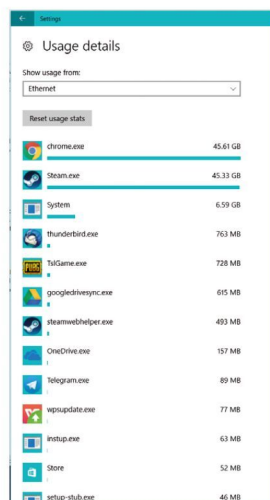 Settings
Usage details
Show usage from:
Ethernet
Reset usage stats
chrome.exe 45.61 GB
Steam.exe 45.33 GB
System 6.59 GB
thunderbird.exe 763 MB
TslGame.exe 728 MB
googledrivesync.exe 615 MB
steamwebhelper.exe 493 MB
OneDrive.exe 157 MB
Telegram.exe 89 MB
wpsupdate.exe 77 MB
instup.exe 63 MB
Store 52 MB
setup-stub.exe 46 MB